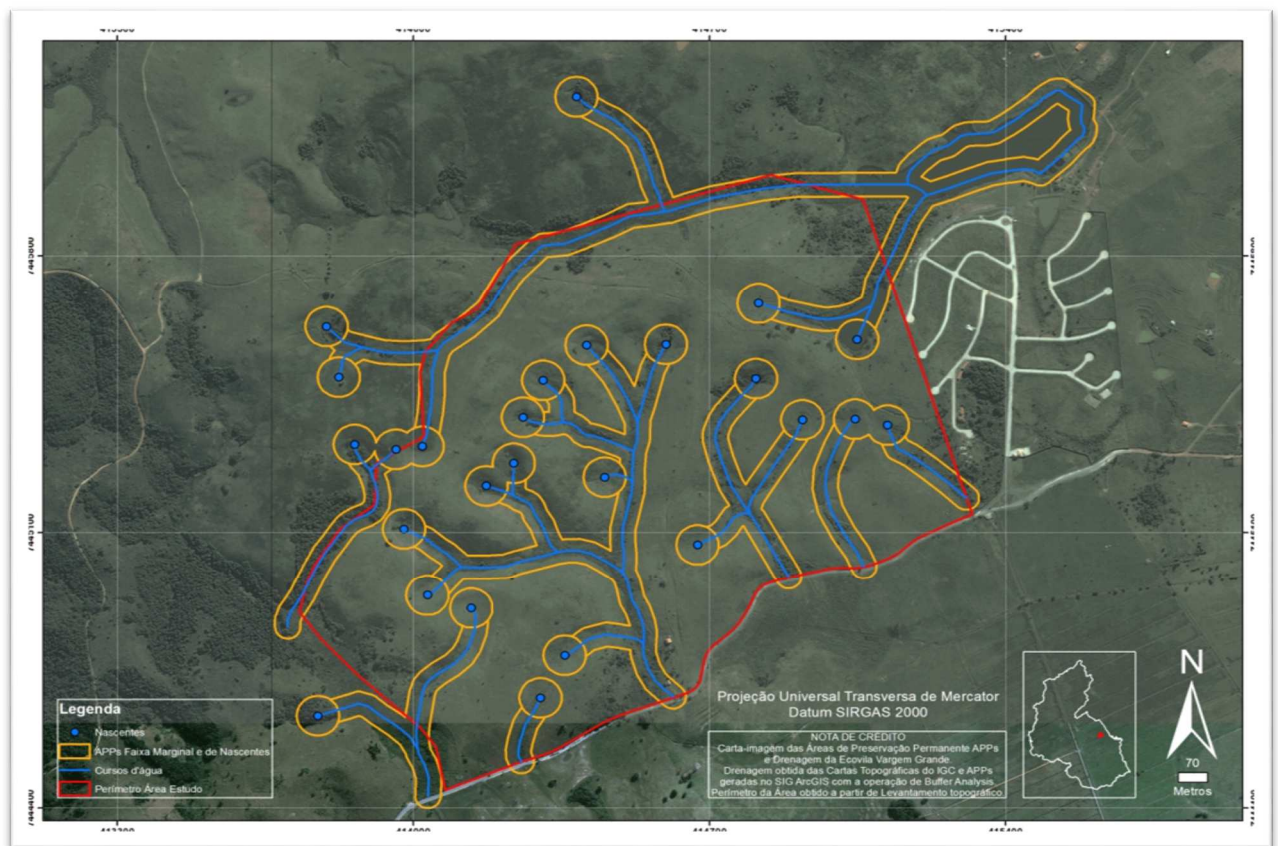 Legenda
Nascentes
APPs Faixa Marginal e de Nascentes
Cursos d'água
Perímetro Área Estudo
Projeção Universal Transversa de Mercator
Datum SIRGAS 2000
NOTA DE CRÉDITO
Carta-imagem das Áreas de Preservação Permanente APPs
e Drenagem da Ecovila Vargem Grande
Drenagem obtida das Cartas Topográficas do IGC e APPs
geradas no SIG ArcGIS com a operação de Buffer Analysis
Perímetro da Área obtido a partir de Levantamento topográfico
N
70
Metros